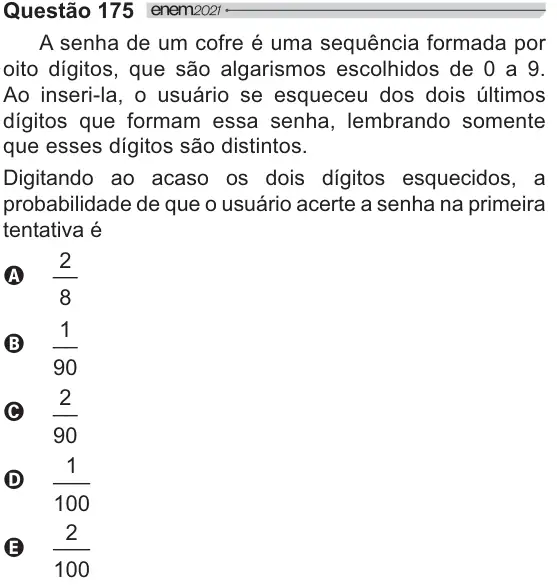 Questão 175 enem2021
A senha de um cofre é uma sequência formada por
oito dígitos, que são algarismos escolhidos de 0 a 9.
Ao inseri-la, o usuário se esqueceu dos dois últimos
dígitos que formam essa senha, lembrando somente
que esses dígitos são distintos.
Digitando ao acaso os dois dígitos esquecidos, a
probabilidade de que o usuário acerte a senha na primeira
tentativa é
A 2/8
B 1/90
C 2/90
D 1/100
E 2/100